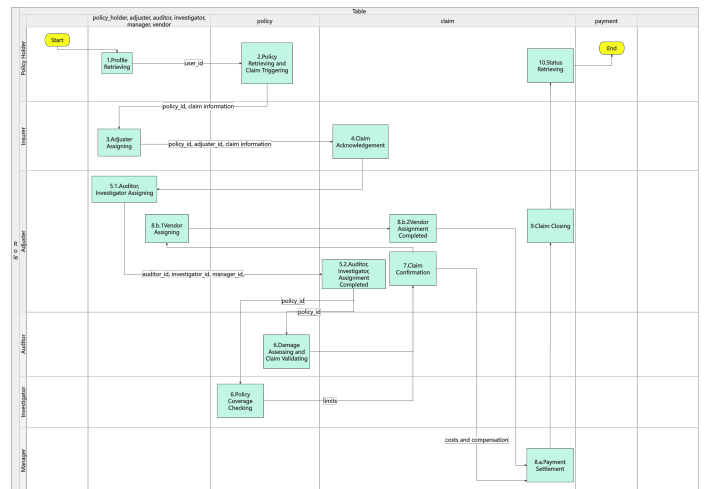 Table
policy_holder, adjuster, auditor, investigator,
manager, vendor
policy
claim
payment
Policy Holder
Start
1.Profile
Retrieving
user_id
2.Policy
Retrieving and
Claim Triggering
10.Status
Retrieving
End
policy_id, claim information
Insurer
3.Adjuster
Assigning
policy_id, adjuster_id, claim information
4.Claim
Acknowledgement
Role
Adjuster
5.1.Auditor,
Investigator Assigning
8.b.1Vendor
Assigning
8.b.2Vendor
Assignment
Completed
9.Claim Closing
auditor_id, investigator_id, manager_id,
5.2.Auditor,
Investigator,
Assignment
Completed
7.Claim
Confirmation
policy_id
policy_id
Auditor
6.Damage
Assessing and
Claim Validating
Investigator
6.Policy
Coverage
Checking
limits
Manager
costs and compensation
8.a.Payment
Settlement